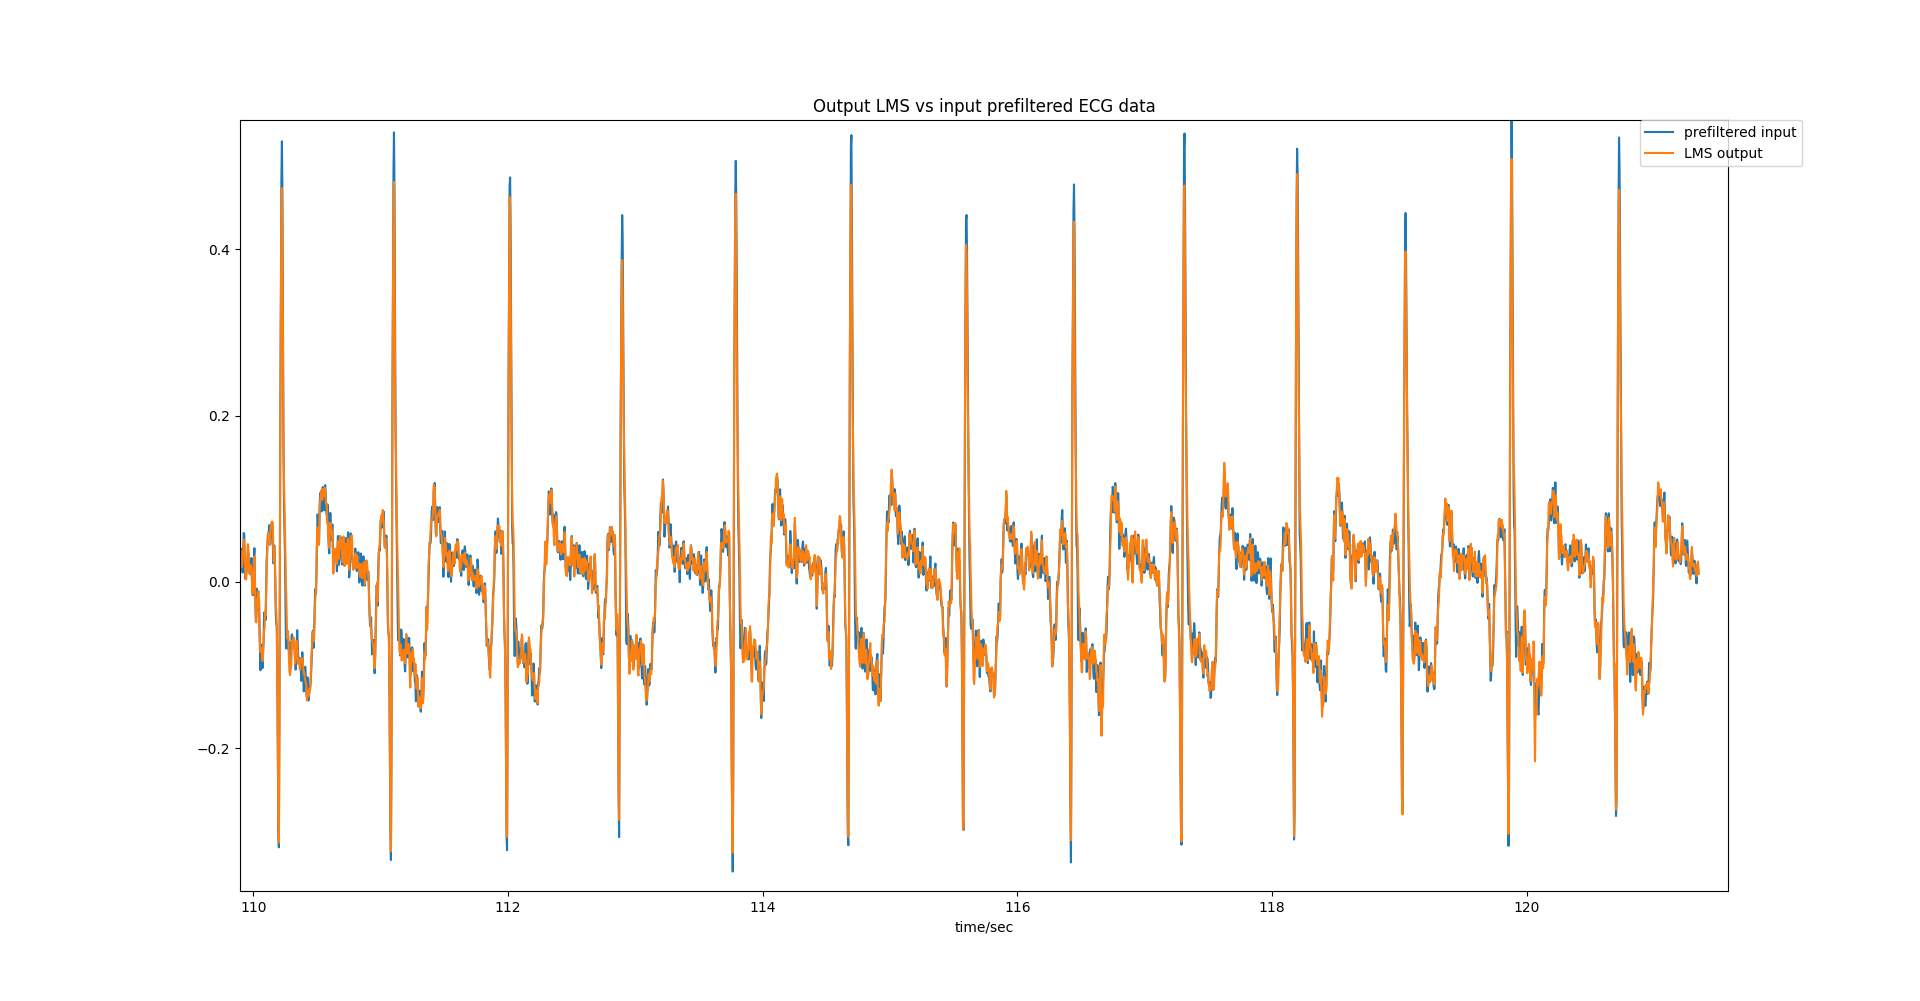 Output LMS vs input prefiltered ECG data
prefiltered input
LMS output
0.4
0.2
0.0
−0.2
110 112 114 116 118 120
time/sec